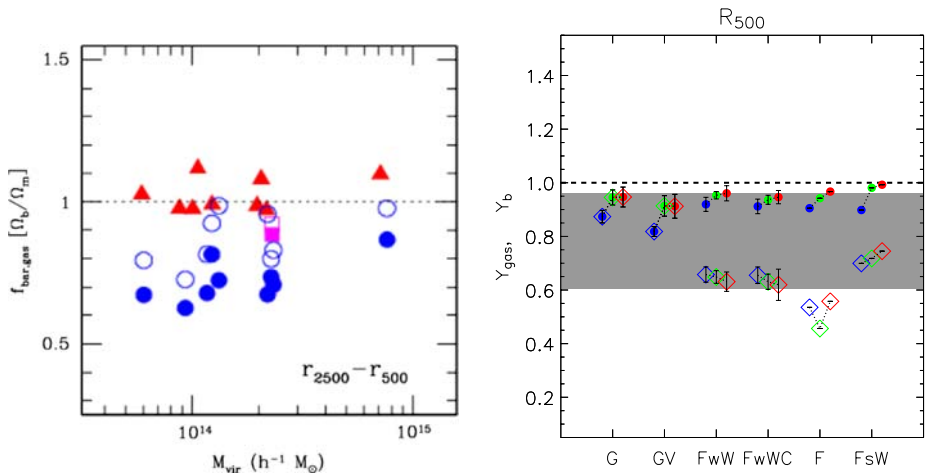 1.5
1
0.5
f_bar,gas [Ω_b/Ω_m]
r_2500−r_500
10^14
10^15
M_vir (h^−1 M_⊙)
R_500
1.4
1.2
1.0
0.8
0.6
0.4
0.2
Y_gas, Y_b
G GV FwW FwWC F FsW